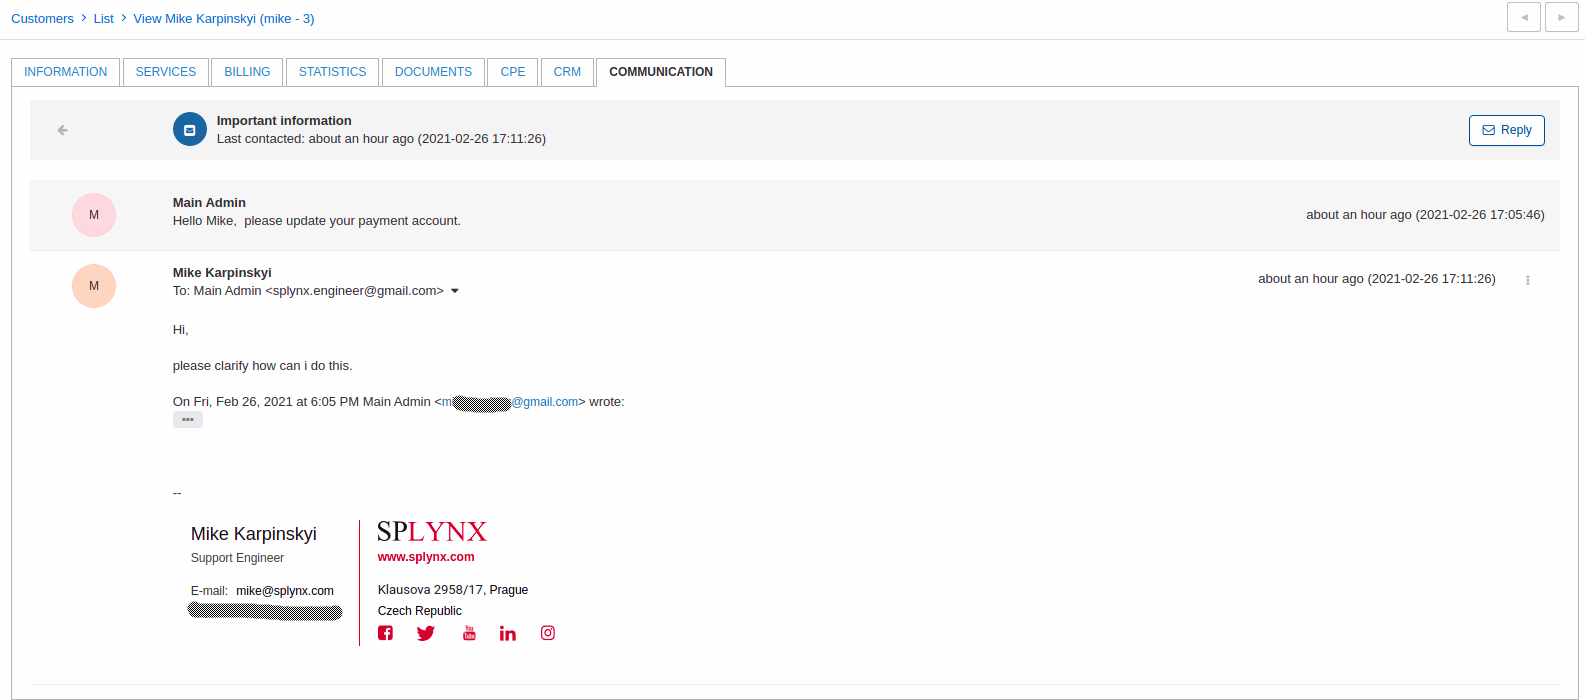 Customers > List > View Mike Karpinskyi (mike - 3)
INFORMATION SERVICES BILLING STATISTICS DOCUMENTS CPE CRM COMMUNICATION
Important information
Last contacted: about an hour ago (2021-02-26 17:11:26)
Reply
Main Admin
Hello Mike,  please update your payment account.
about an hour ago (2021-02-26 17:05:46)
M
Mike Karpinskyi
To: Main Admin <splynx.engineer@gmail.com>
about an hour ago (2021-02-26 17:11:26)
M
Hi,
please clarify how can i do this.
On Fri, Feb 26, 2021 at 6:05 PM Main Admin <m @gmail.com> wrote:
--
Mike Karpinskyi
Support Engineer
E-mail: mike@splynx.com
SPLYNX
www.splynx.com
Klausova 2958/17, Prague
Czech Republic